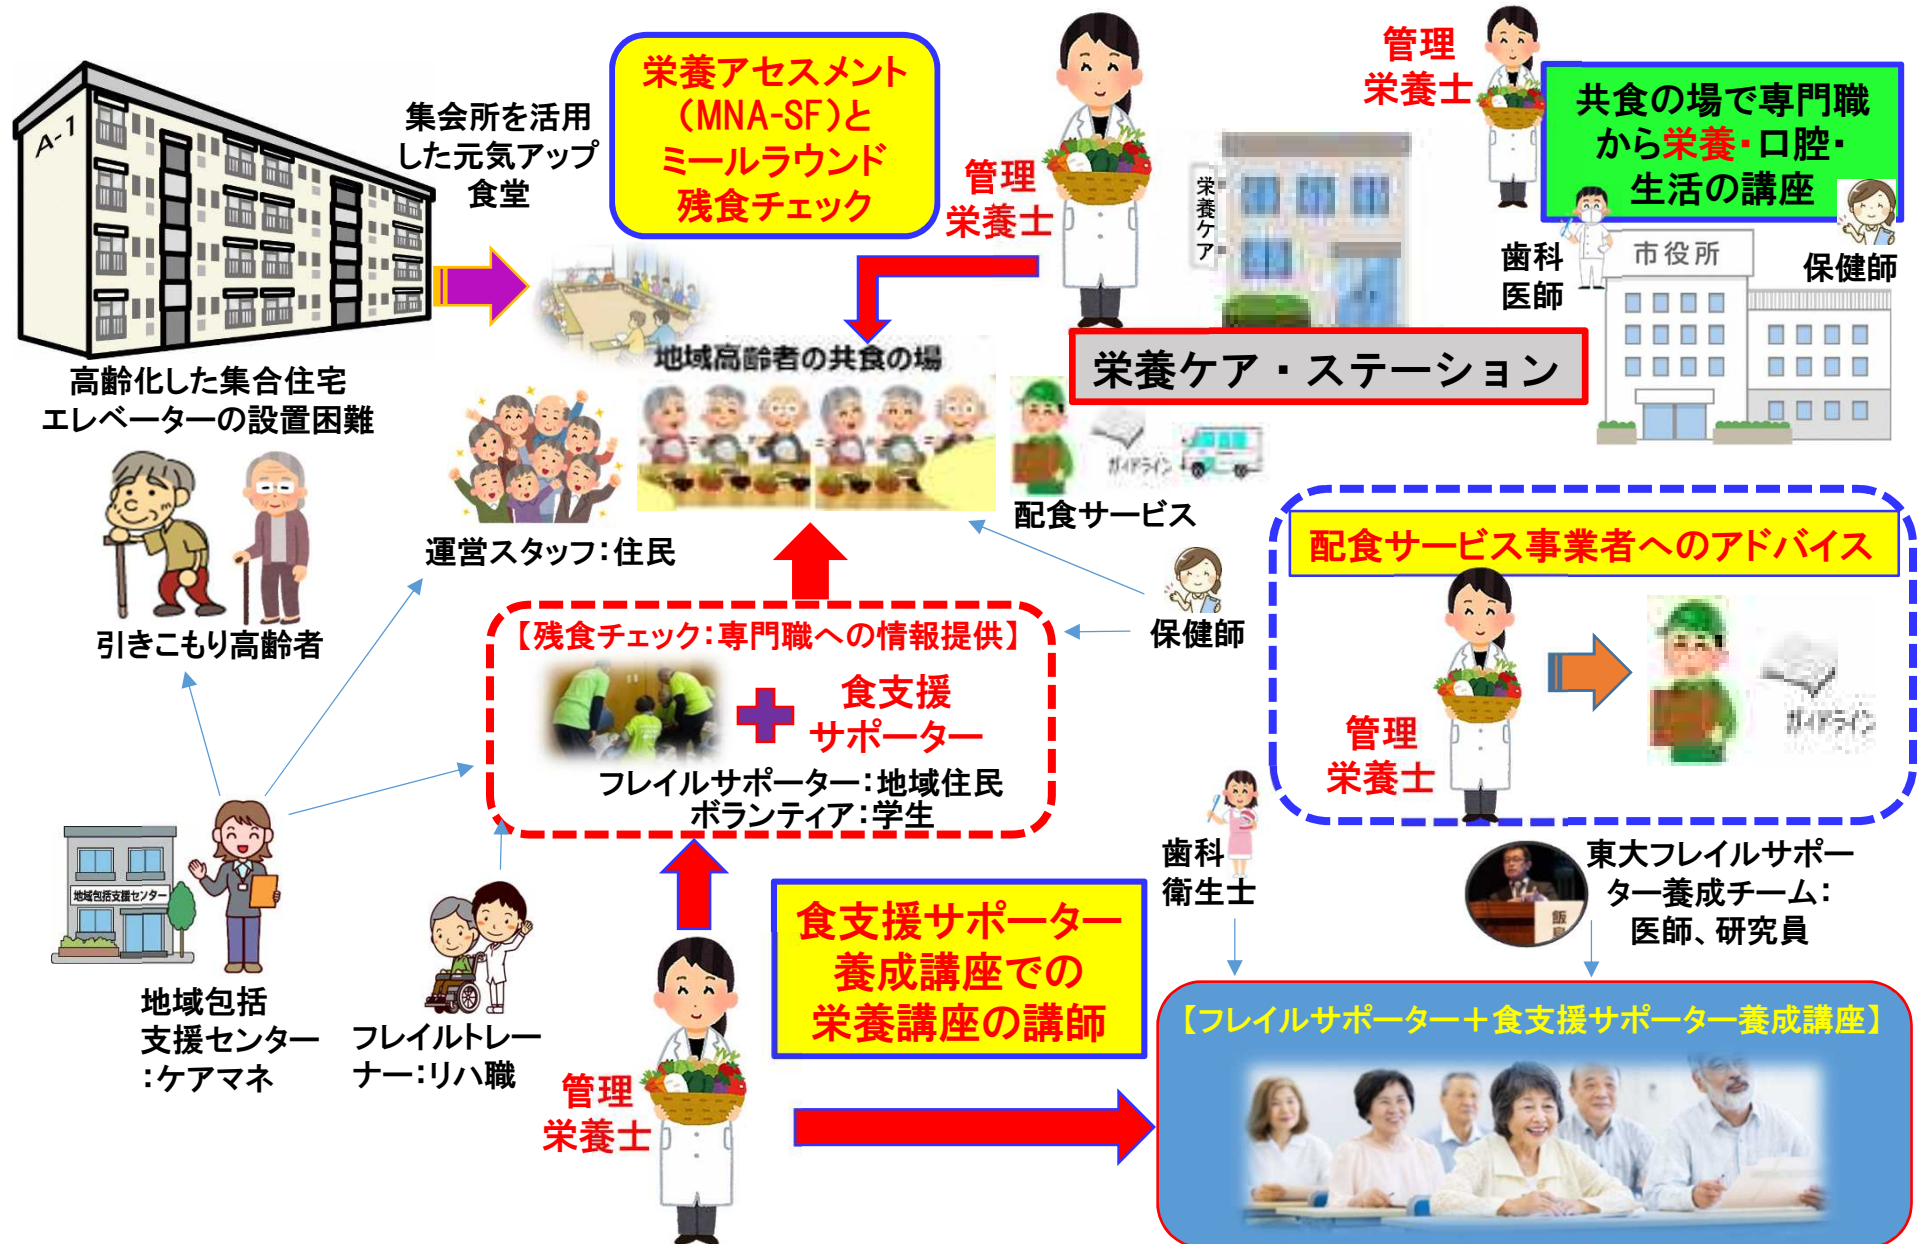 A-1
集会所を活用
した元気アップ
食堂
栄養アセスメント
(MNA-SF)と
ミールラウンド
残食チェック
管理
栄養士
栄養ケア
栄養ケア・ステーション
管理
栄養士
共食の場で専門職
から栄養・口腔・
生活の講座
歯科
医師
市役所
保健師
高齢化した集合住宅
エレベーターの設置困難
地域高齢者の共食の場
ガイドライン
配食サービス
運営スタッフ:住民
引きこもり高齢者
保健師
配食サービス事業者へのアドバイス
管理
栄養士
ガイドライン
【残食チェック:専門職への情報提供】
食支援
サポーター
フレイルサポーター:地域住民
ボランティア:学生
地域包括支援センター
地域包括
支援センター
:ケアマネ
フレイルトレー
ナー:リハ職
管理
栄養士
食支援サポーター
養成講座での
栄養講座の講師
歯科
衛生士
東大フレイルサポー
ター養成チーム:
医師、研究員
【フレイルサポーター+食支援サポーター養成講座】